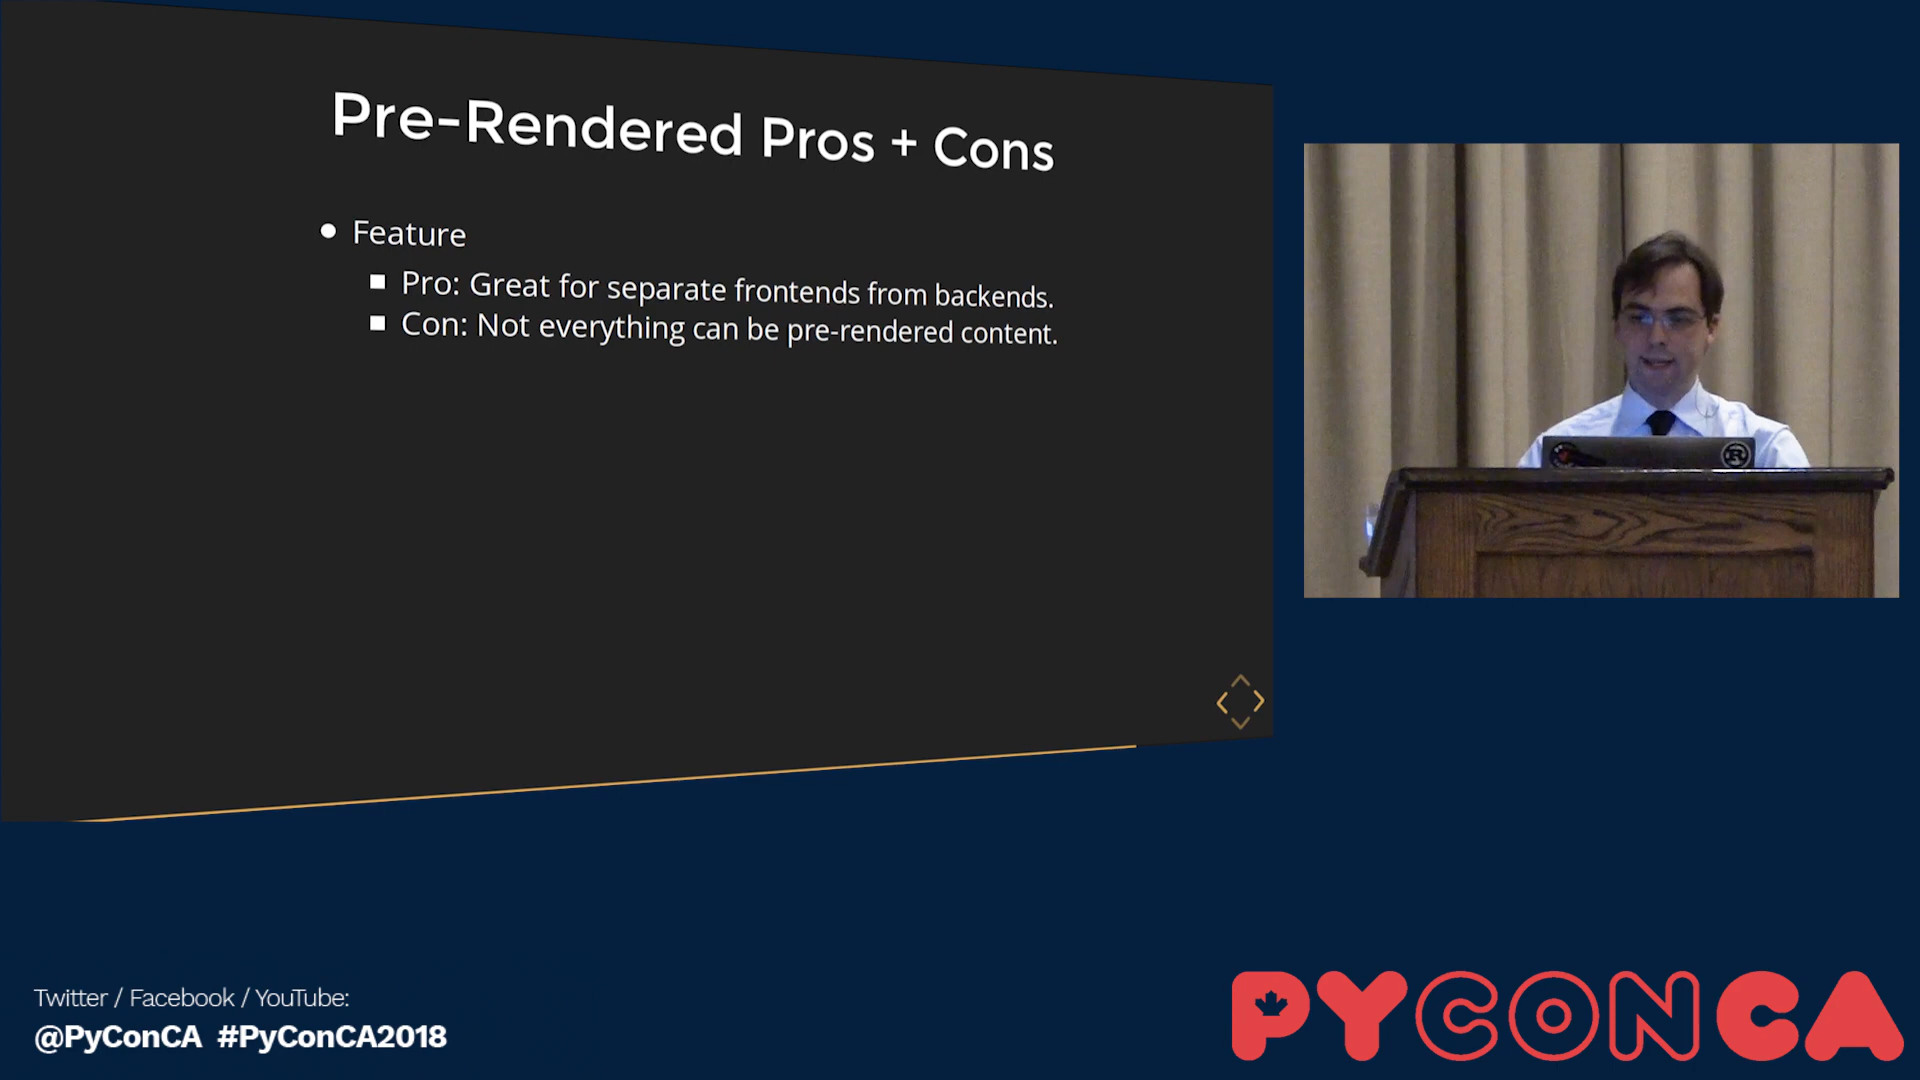 Pre-Rendered Pros + Cons
Feature
Pro: Great for separate frontends from backends.
Con: Not everything can be pre-rendered content.
R
Twitter / Facebook / YouTube:
@PyConCA #PyConCA2018
PYCONCA